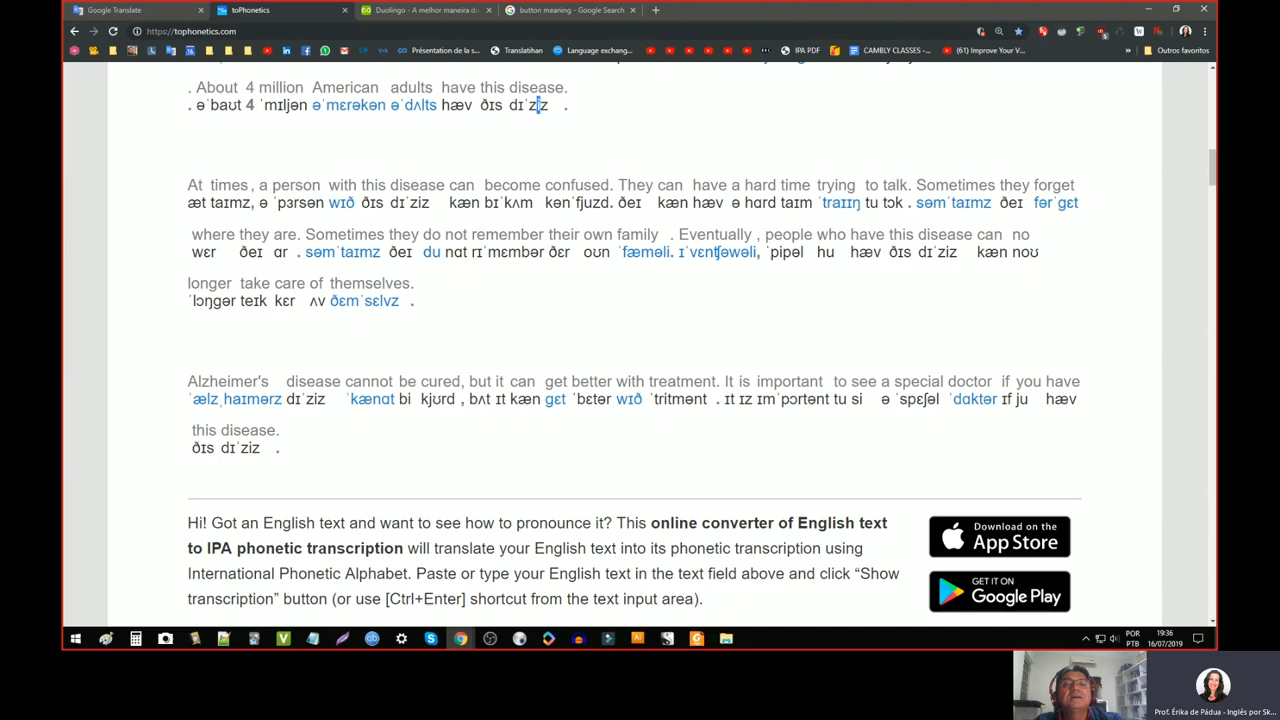 Google Translate
toPhonetics
Duolingo - A melhor maneira do
button meaning - Google Search
https://tophonetics.com
Présentation de la s...
Translatihan
Language exchang...
IPA PDF
CAMBLY CLASSES -...
(61) Improve Your V...
Outros favoritos
. About 4 million American adults have this disease.
. əˈbaʊt 4 ˈmɪljən əˈmɛrəkən əˈdʌlts hæv ðɪs dɪˈziz .
At times, a person with this disease can become confused. They can have a hard time trying to talk. Sometimes they forget
æt taɪmz, ə ˈpɜrsən wɪð ðɪs dɪˈziz kæn bɪˈkʌm kənˈfjuzd. ðeɪ kæn hæv ə hɑrd taɪm ˈtraɪɪŋ tu tɔk. səmˈtaɪmz ðeɪ fərˈgɛt
where they are. Sometimes they do not remember their own family . Eventually , people who have this disease can no
wɛr ðeɪ ɑr . səmˈtaɪmz ðeɪ du nɑt rɪˈmɛmbər ðɛr oʊn ˈfæməli. ɪˈvɛnʧəwəli, ˈpipəl hu hæv ðɪs dɪˈziz kæn noʊ
longer take care of themselves.
ˈlɔŋgər teɪk kɛr ʌv ðɛmˈsɛlvz .
Alzheimer's disease cannot be cured, but it can get better with treatment. It is important to see a special doctor if you have
ˈælzˌhaɪmərz dɪˈziz ˈkænɑt bi kjʊrd , bʌt ɪt kæn gɛt ˈbɛtər wɪð ˈtritmənt . ɪt ɪz ɪmˈpɔrtənt tu si ə ˈspɛʃəl ˈdɑktər ɪf ju hæv
this disease.
ðɪs dɪˈziz .
Hi! Got an English text and want to see how to pronounce it? This online converter of English text
to IPA phonetic transcription will translate your English text into its phonetic transcription using
International Phonetic Alphabet. Paste or type your English text in the text field above and click “Show
transcription” button (or use [Ctrl+Enter] shortcut from the text input area).
Download on the
App Store
GET IT ON
Google Play
POR
PTB
19:36
16/07/2019
Prof. Érika de Pádua - Inglês por Sk...